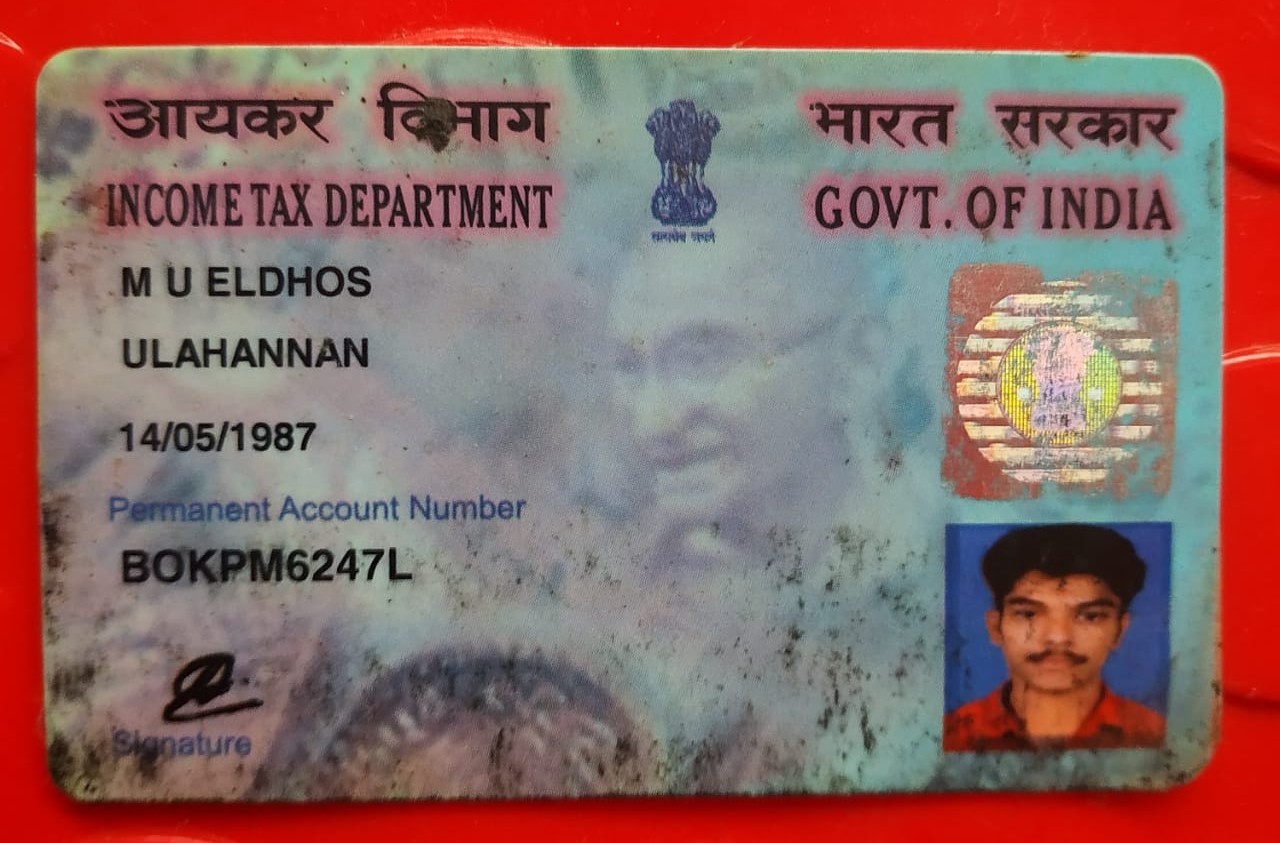 आयकर विभाग
INCOME TAX DEPARTMENT
सत्यमेव जयते
भारत सरकार
GOVT. OF INDIA
M U ELDHOS
ULAHANNAN
14/05/1987
Permanent Account Number
BOKPM6247L
Signature